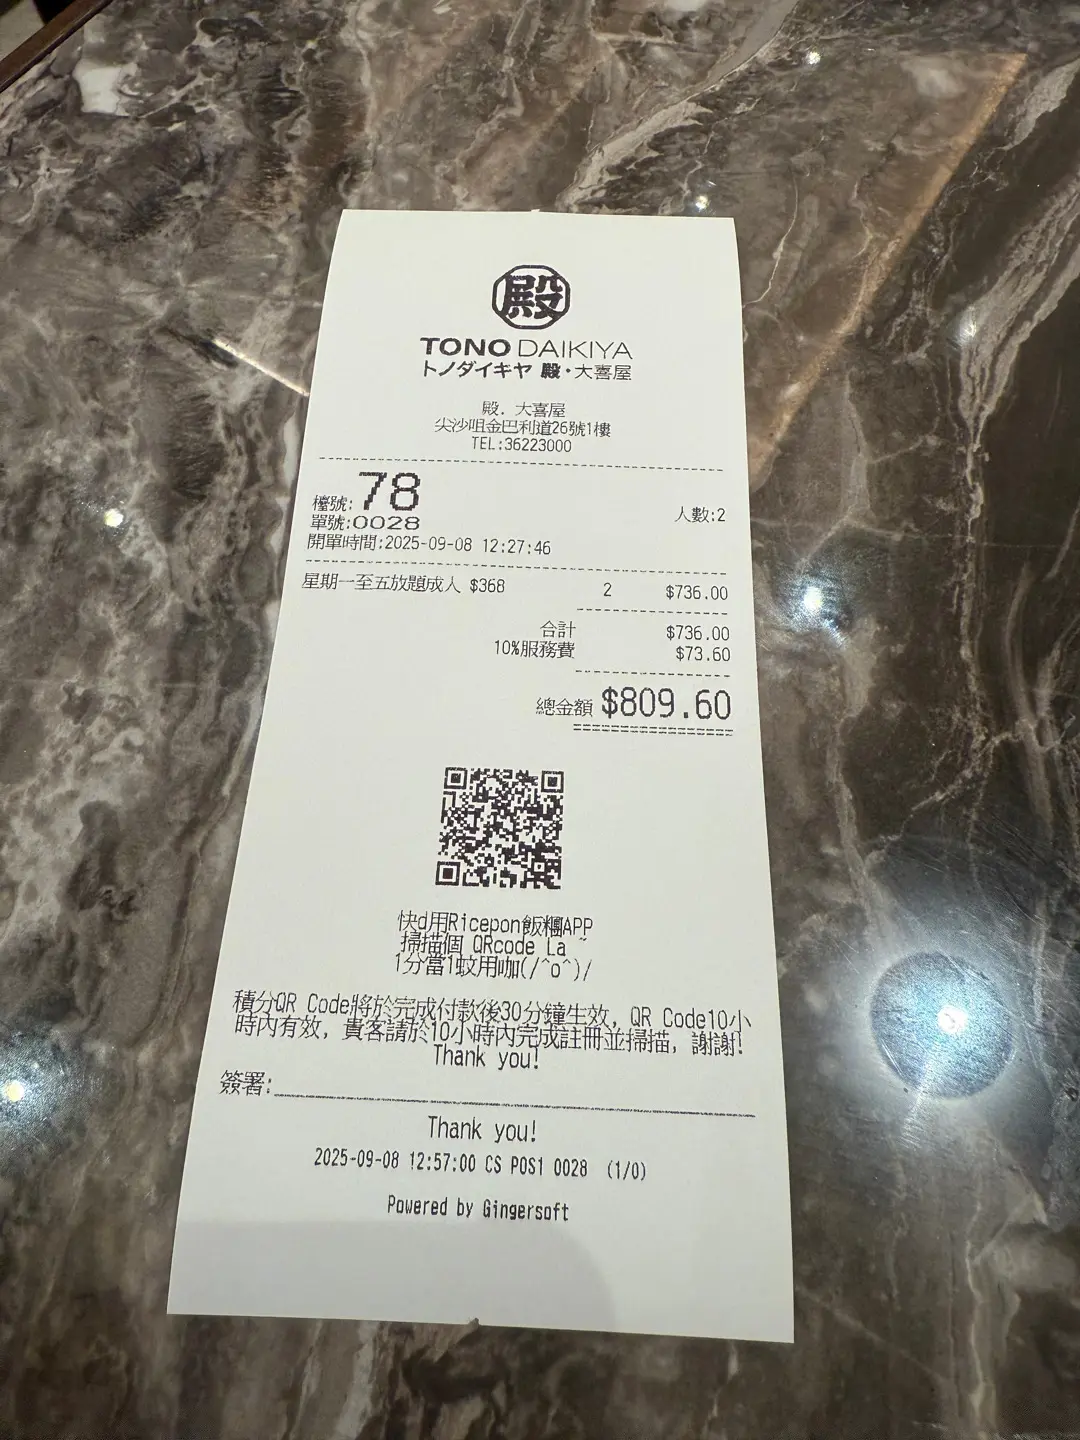 殿
TONO DAIKIYA
トノダイキヤ 殿・大喜屋
殿. 大喜屋
尖沙咀金巴利道26號1樓
TEL:36223000
檯號: 78
人數:2
單號:0028
開單時間:2025-09-08 12:27:46
星期一至五放題成人 $368 2 $736.00
合計 $736.00
10%服務費 $73.60
總金額 $809.60
快d用Ricepon飯糰APP
掃描個 QRcode La ~
1分當1蚊用咖(/^o^)/
積分QR Code將於完成付款後30分鐘生效, QR Code10小
時內有效, 貴客請於10小時內完成註冊並掃描, 謝謝!
Thank you!
簽署:
Thank you!
2025-09-08 12:57:00 CS POS1 0028 (1/0)
Powered by Gingersoft